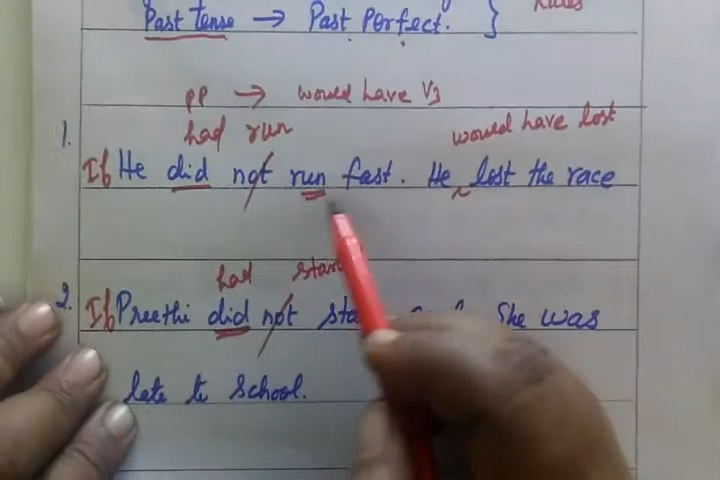 Rules
Past tense → Past Perfect. }
PP → would have V3
had run would have lost
1. If He did not run fast. He ‸ lost the race
had
2. If Preethi did not She was
late to school.